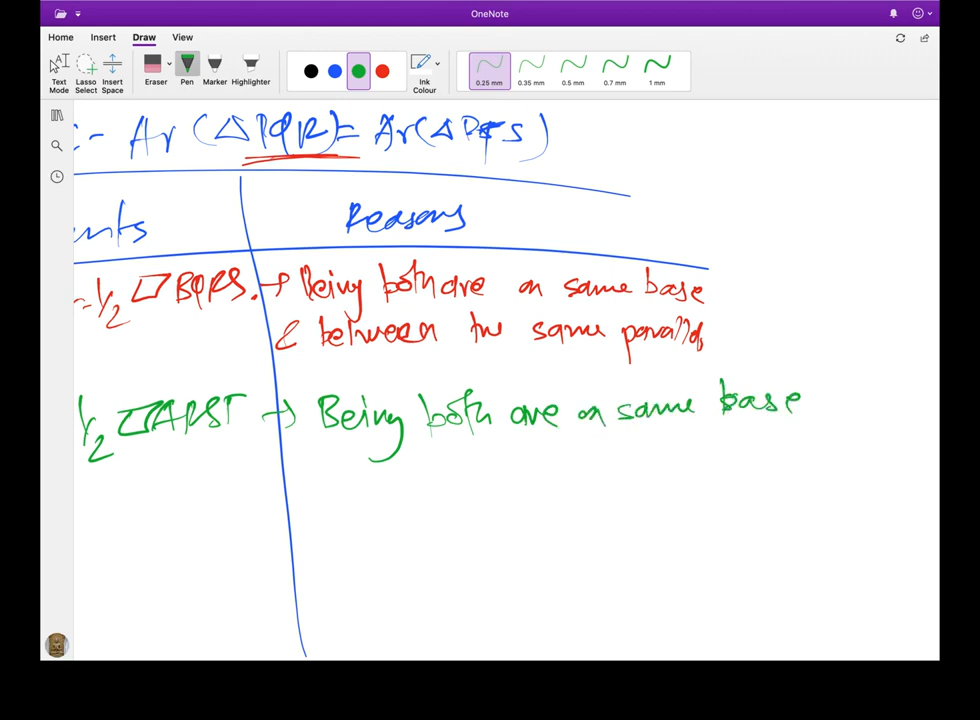 OneNote
Home Insert Draw View
Text Mode Lasso Select Insert Space Eraser Pen Marker Highlighter Ink Colour 0.25 mm 0.35 mm 0.5 mm 0.7 mm 1 mm
:- Ar (△PQR) = Ar(△PTS)
ents Reasons
= 1/2 ▱ BQRS. → Being both are on same base
& between the same parallels
1/2 ▱ APST → Being both are on same base